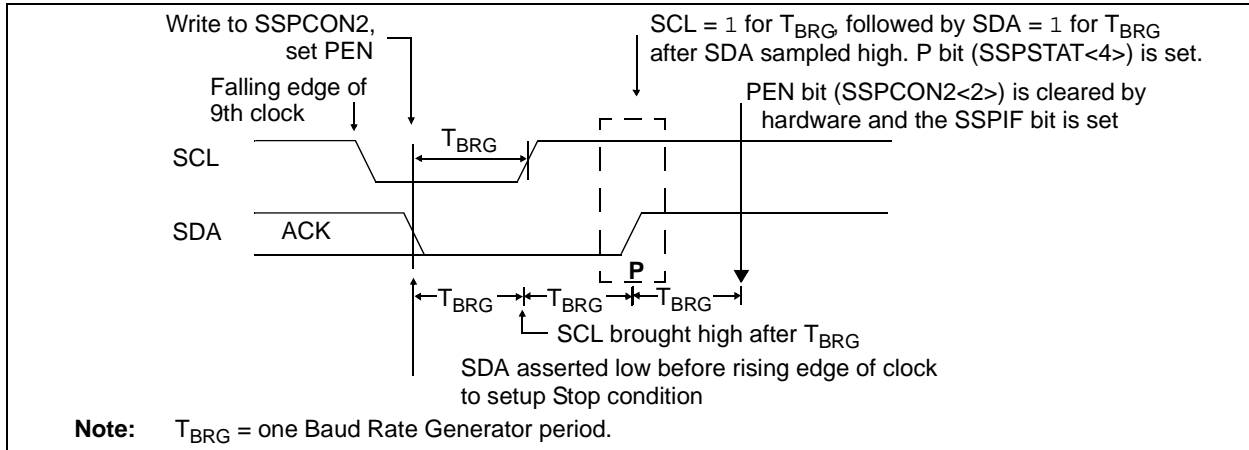 Write to SSPCON2,
set PEN
SCL = 1 for TBRG, followed by SDA = 1 for TBRG
after SDA sampled high. P bit (SSPSTAT<4>) is set.
Falling edge of
9th clock
PEN bit (SSPCON2<2>) is cleared by
hardware and the SSPIF bit is set
TBRG
SCL
SDA
ACK
P
TBRG
TBRG
TBRG
SCL brought high after TBRG
SDA asserted low before rising edge of clock
to setup Stop condition
Note: TBRG = one Baud Rate Generator period.